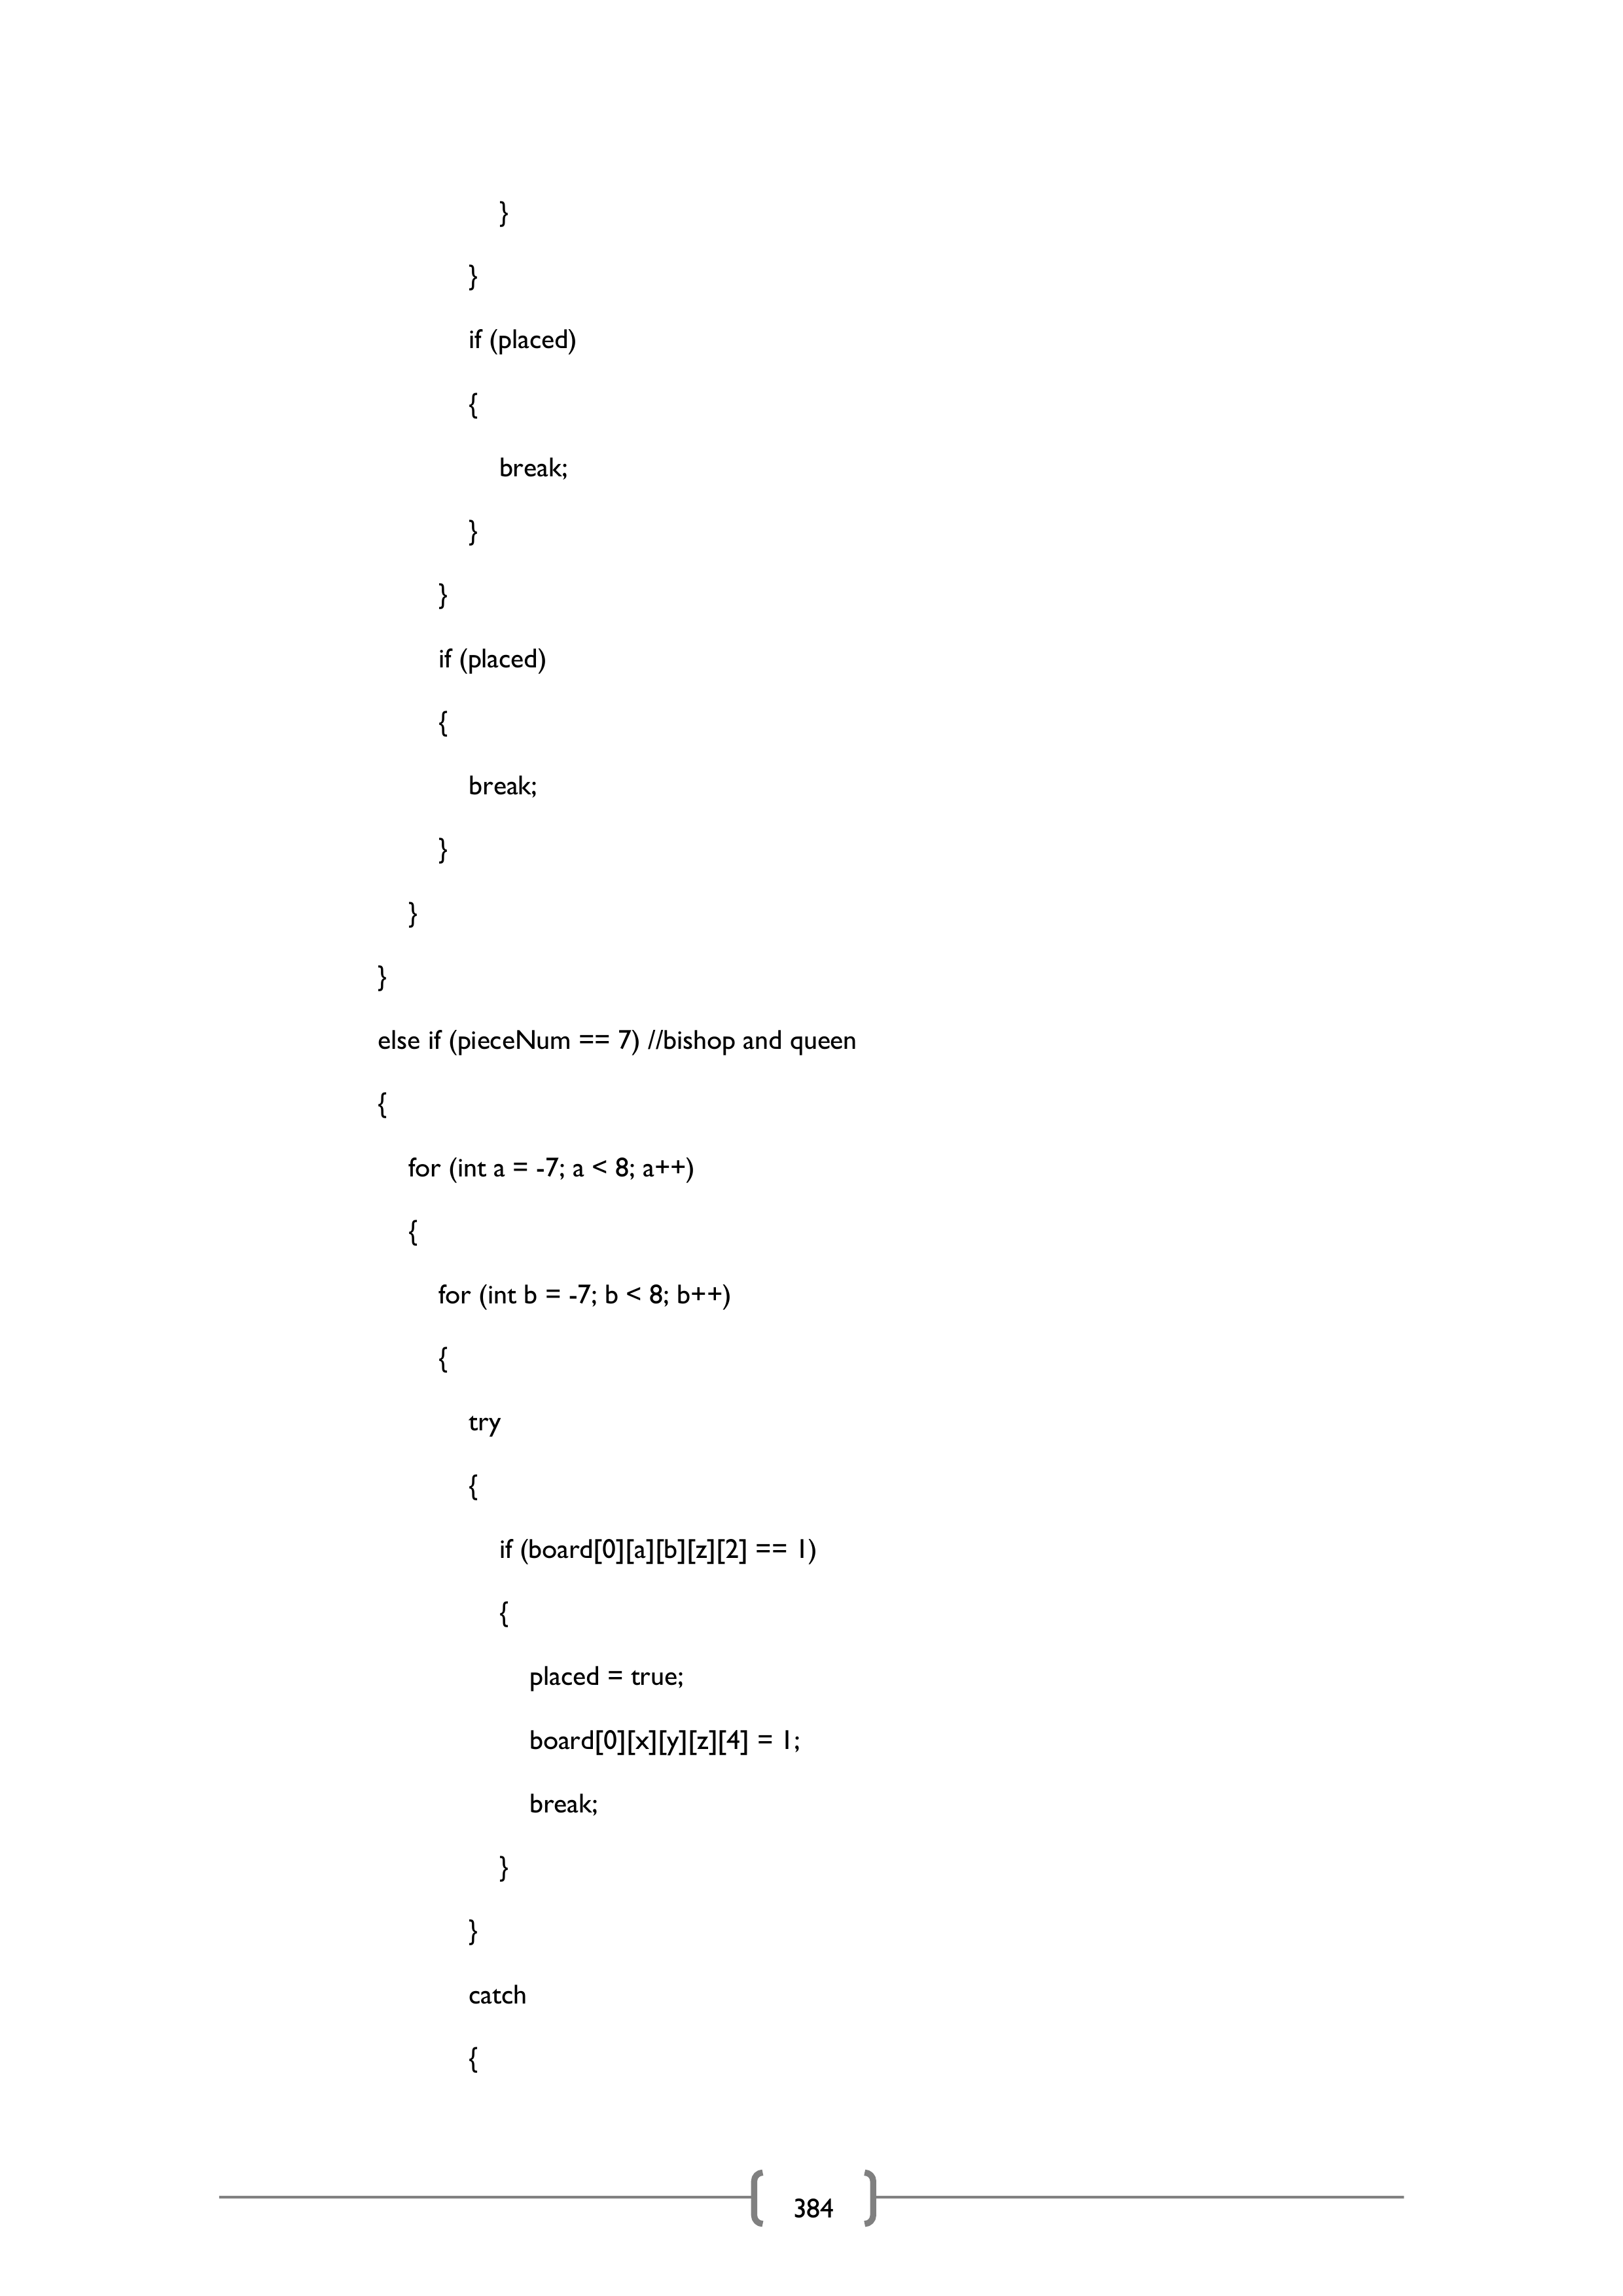 }
}
if (placed)
{
break;
}
}
if (placed)
{
break;
}
}
}
else if (pieceNum == 7) //bishop and queen
{
for (int a = -7; a < 8; a++)
{
for (int b = -7; b < 8; b++)
{
try
{
if (board[0][a][b][z][2] == 1)
{
placed = true;
board[0][x][y][z][4] = 1;
break;
}
}
catch
{
384